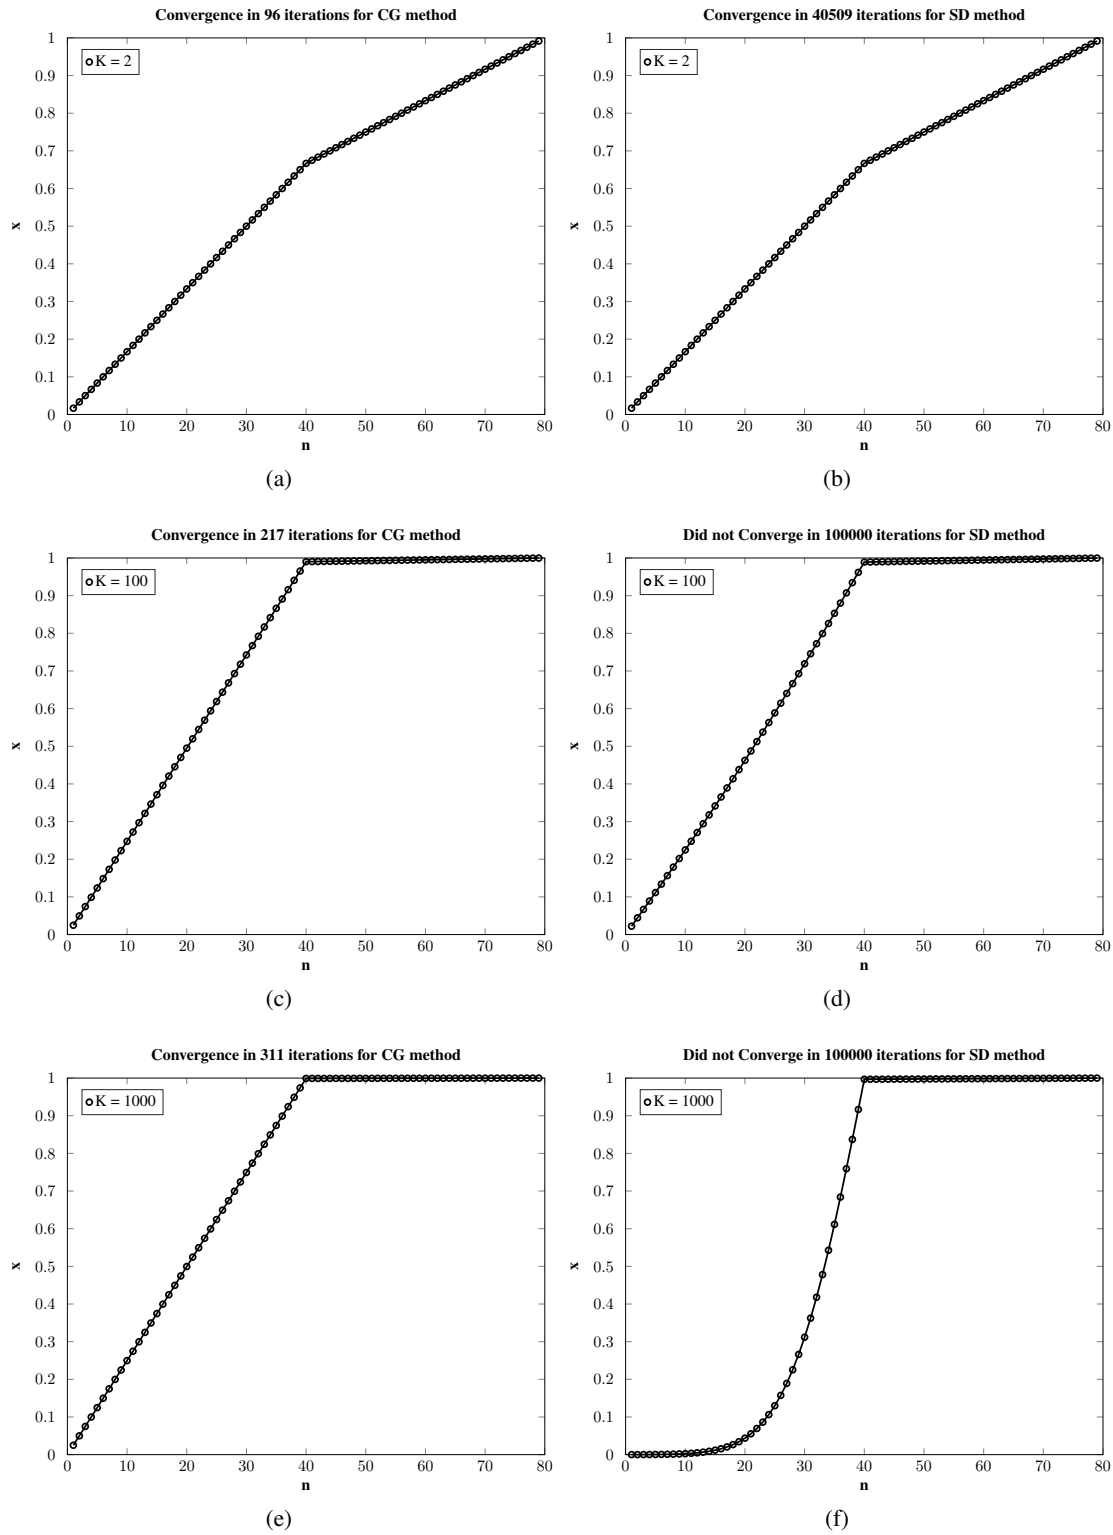 Convergence in 96 iterations for CG method
1
0.9
0.8
0.7
0.6
0.5
0.4
0.3
0.2
0.1
0
x
K = 2
0 10 20 30 40 50 60 70 80
n
(a)
Convergence in 40509 iterations for SD method
1
0.9
0.8
0.7
0.6
0.5
0.4
0.3
0.2
0.1
0
x
K = 2
0 10 20 30 40 50 60 70 80
n
(b)
Convergence in 217 iterations for CG method
1
0.9
0.8
0.7
0.6
0.5
0.4
0.3
0.2
0.1
0
x
K = 100
0 10 20 30 40 50 60 70 80
n
(c)
Did not Converge in 100000 iterations for SD method
1
0.9
0.8
0.7
0.6
0.5
0.4
0.3
0.2
0.1
0
x
K = 100
0 10 20 30 40 50 60 70 80
n
(d)
Convergence in 311 iterations for CG method
1
0.9
0.8
0.7
0.6
0.5
0.4
0.3
0.2
0.1
0
x
K = 1000
0 10 20 30 40 50 60 70 80
n
(e)
Did not Converge in 100000 iterations for SD method
1
0.9
0.8
0.7
0.6
0.5
0.4
0.3
0.2
0.1
0
x
K = 1000
0 10 20 30 40 50 60 70 80
n
(f)